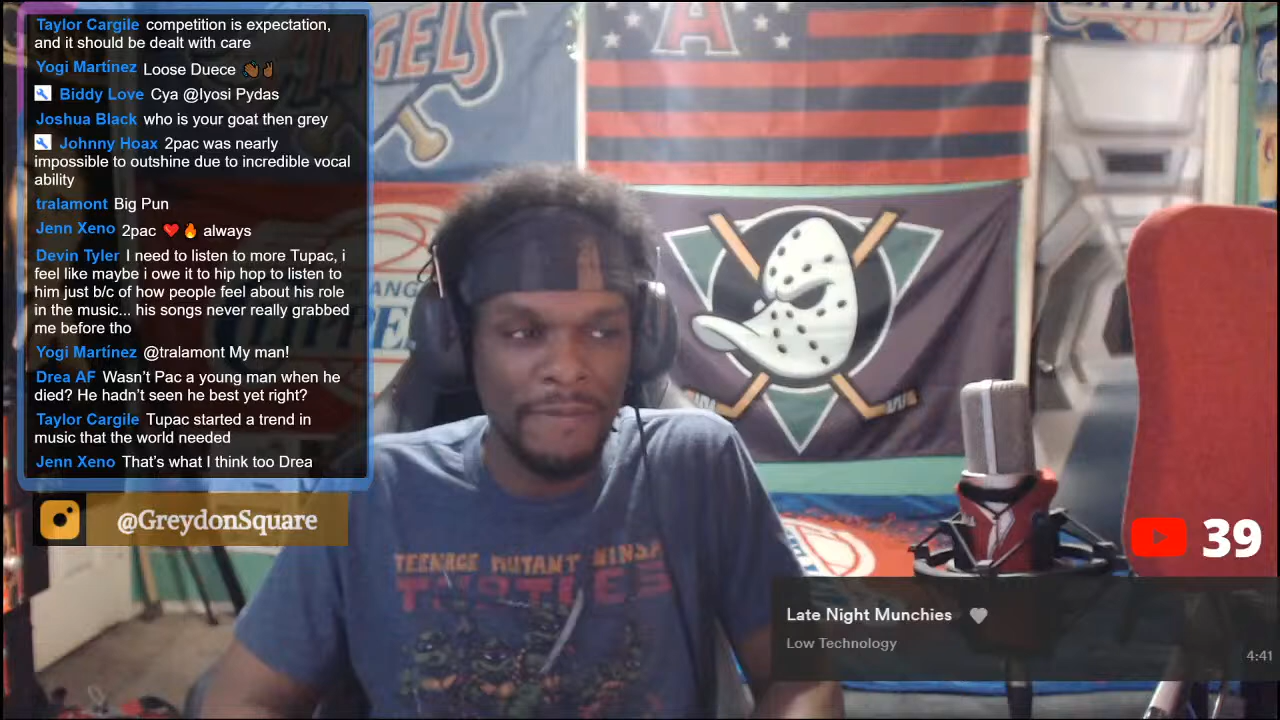 Taylor Cargile competition is expectation,
and it should be dealt with care
Yogi Martinez Loose Duece 👏🏾✌🏾
Biddy Love Cya @Iyosi Pydas
Joshua Black who is your goat then grey
Johnny Hoax 2pac was nearly
impossible to outshine due to incredible vocal
ability
tralamont Big Pun
Jenn Xeno 2pac ❤️🔥 always
Devin Tyler I need to listen to more Tupac, i
feel like maybe i owe it to hip hop to listen to
him just b/c of how people feel about his role
in the music... his songs never really grabbed
me before tho
Yogi Martinez @tralamont My man!
Drea AF Wasn't Pac a young man when he
died? He hadn't seen he best yet right?
Taylor Cargile Tupac started a trend in
music that the world needed
Jenn Xeno That's what I think too Drea
@GreydonSquare
ANGELS
A
TEENAGE MUTANT NINJA
TURTLES
39
Late Night Munchies
Low Technology
4:41